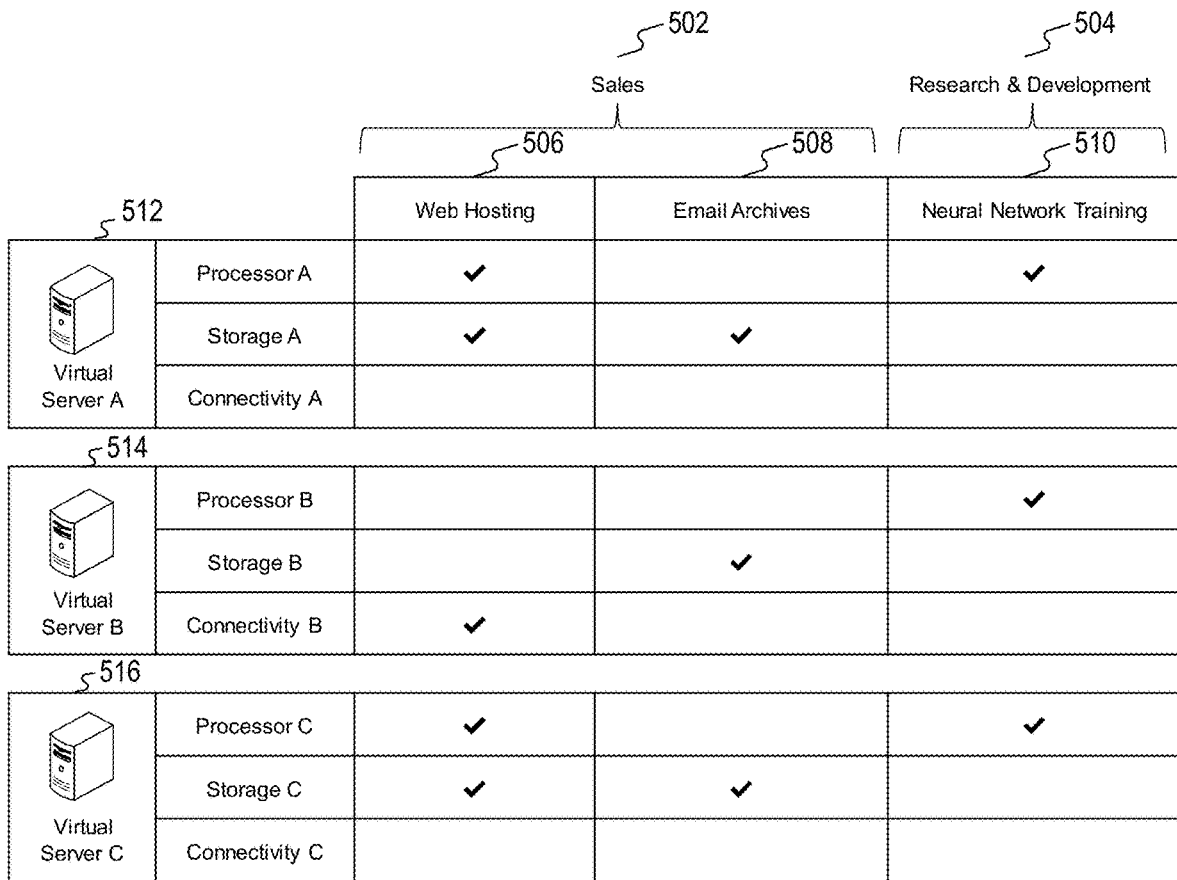 502
504
Sales
Research & Development
506
508
510
Web Hosting
Email Archives
Neural Network Training
512
Processor A
✔
✔
Storage A
✔
✔
Virtual
Server A
Connectivity A
514
Processor B
✔
Storage B
✔
Virtual
Server B
Connectivity B
✔
516
Processor C
✔
✔
Storage C
✔
✔
Virtual
Server C
Connectivity C